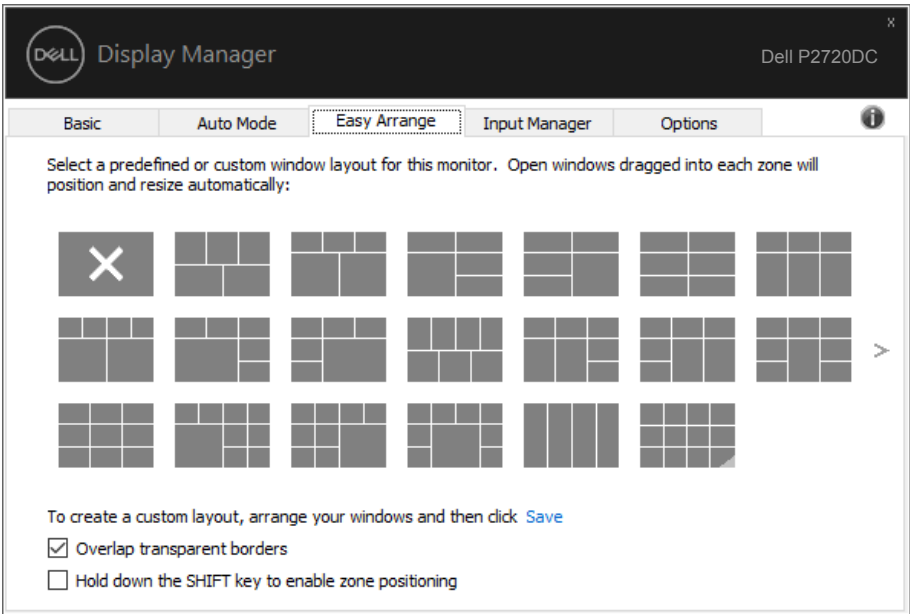 x
DELL Display Manager
Dell P2720DC
Basic Auto Mode Easy Arrange Input Manager Options
Select a predefined or custom window layout for this monitor. Open windows dragged into each zone will
position and resize automatically:
>
To create a custom layout, arrange your windows and then click Save
Overlap transparent borders
Hold down the SHIFT key to enable zone positioning